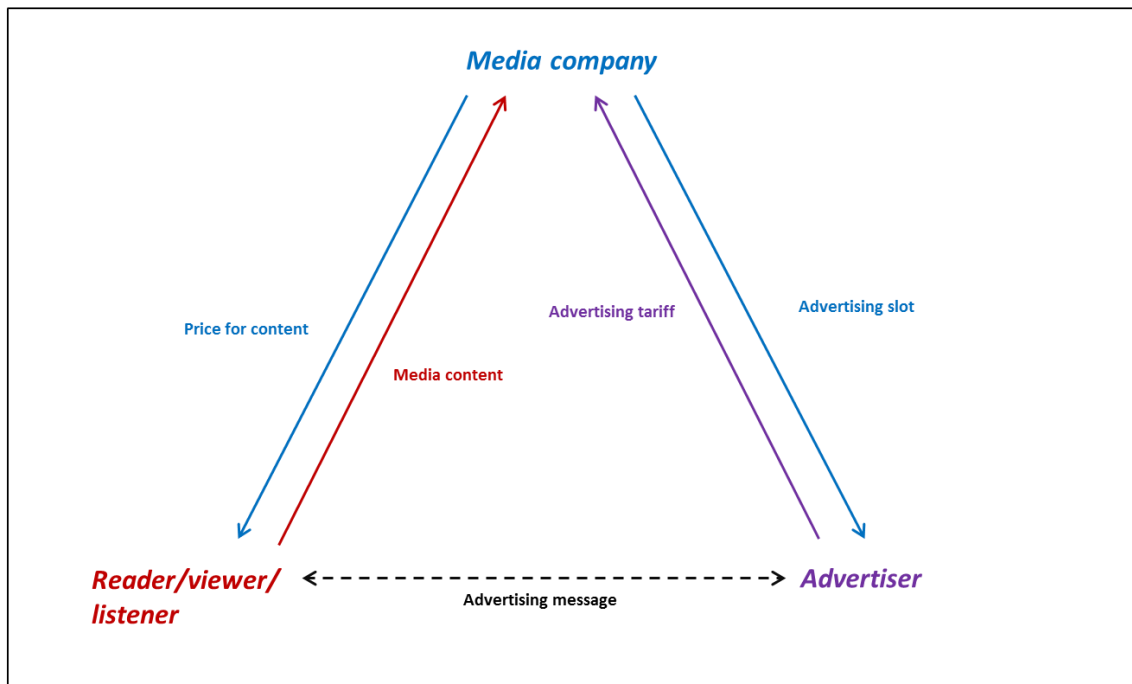 Media company
Advertising tariff
Advertising slot
Price for content
Media content
Reader/viewer/
listener
Advertiser
Advertising message